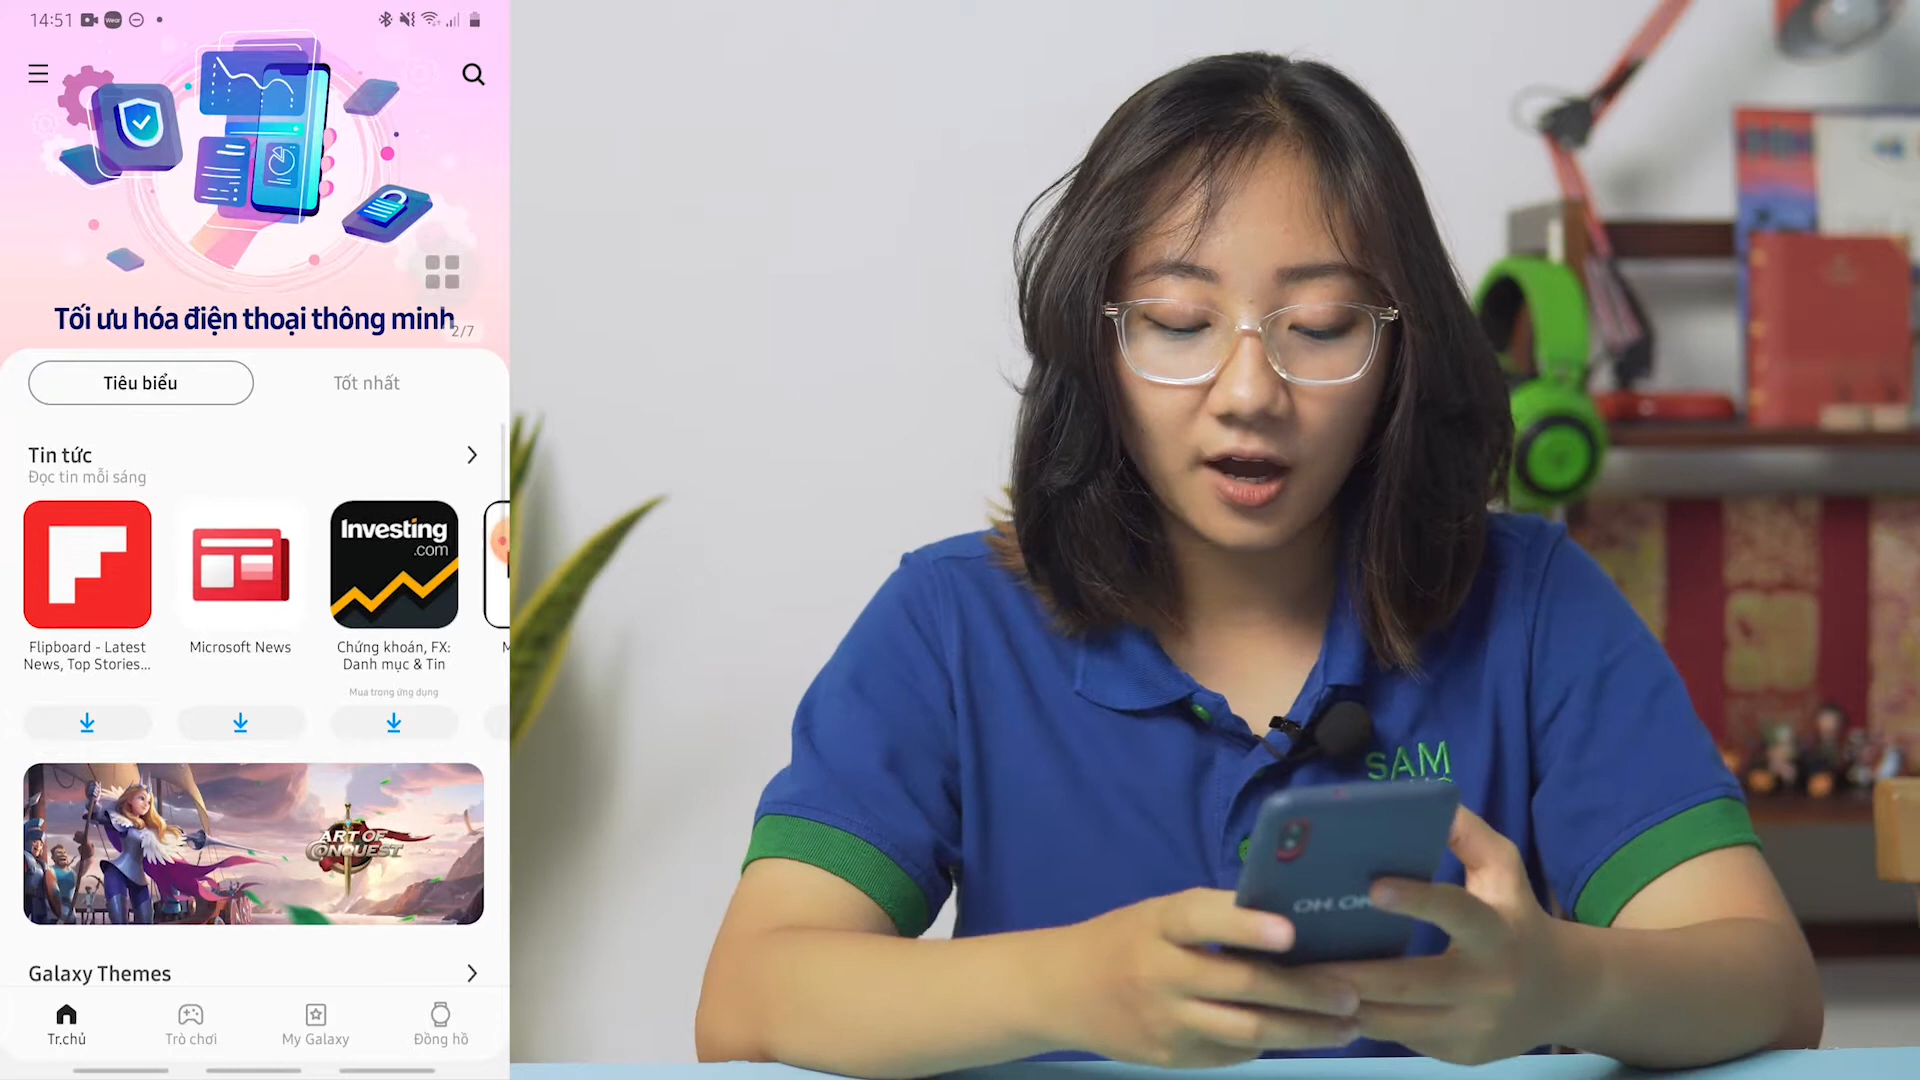 14:51
Tối ưu hóa điện thoại thông minh
2/7
Tiêu biểu
Tốt nhất
Tin tức
Đọc tin mỗi sáng
Investing
.com
Flipboard - Latest
News, Top Stories...
Microsoft News
Chứng khoán, FX:
Danh mục & Tin
Mua trong ứng dụng
ART OF
CONQUEST
Galaxy Themes
Tr.chủ
Trò chơi
My Galaxy
Đồng hồ
SAM